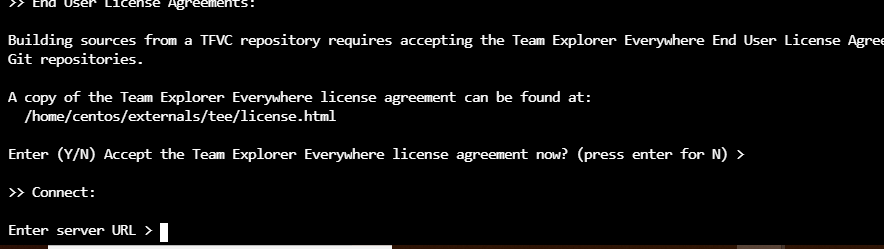 >> End User License Agreements:
Building sources from a TFVC repository requires accepting the Team Explorer Everywhere End User License Agree
Git repositories.
A copy of the Team Explorer Everywhere license agreement can be found at:
  /home/centos/externals/tee/license.html
Enter (Y/N) Accept the Team Explorer Everywhere license agreement now? (press enter for N) >
>> Connect:
Enter server URL >